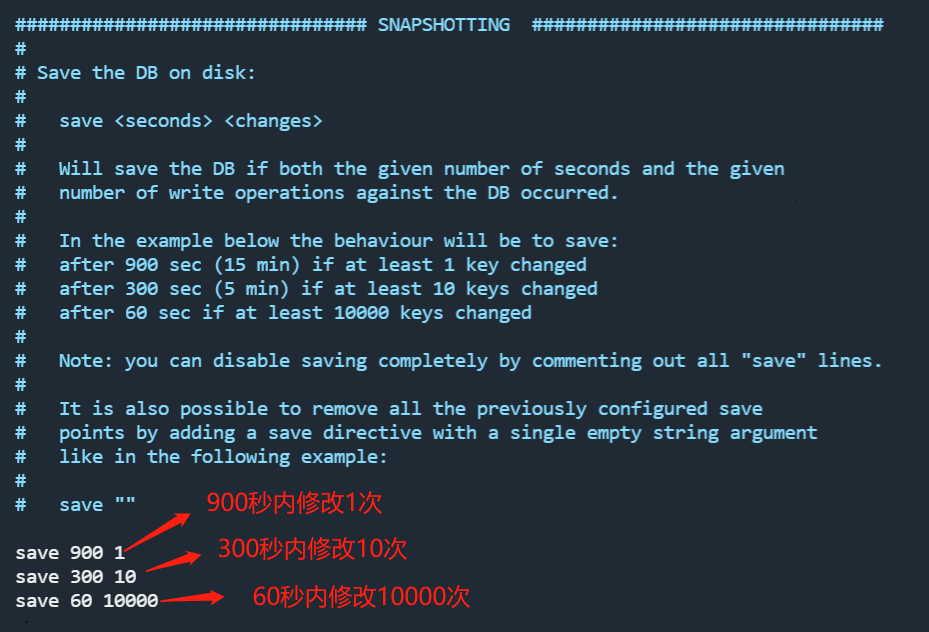 ################################ SNAPSHOTTING  ################################
#
# Save the DB on disk:
#
#   save <seconds> <changes>
#
#   Will save the DB if both the given number of seconds and the given
#   number of write operations against the DB occurred.
#
#   In the example below the behaviour will be to save:
#   after 900 sec (15 min) if at least 1 key changed
#   after 300 sec (5 min) if at least 10 keys changed
#   after 60 sec if at least 10000 keys changed
#
#   Note: you can disable saving completely by commenting out all "save" lines.
#
#   It is also possible to remove all the previously configured save
#   points by adding a save directive with a single empty string argument
#   like in the following example:
#
#   save ""
900秒内修改1次
save 900 1
300秒内修改10次
save 300 10
save 60 10000
60秒内修改10000次